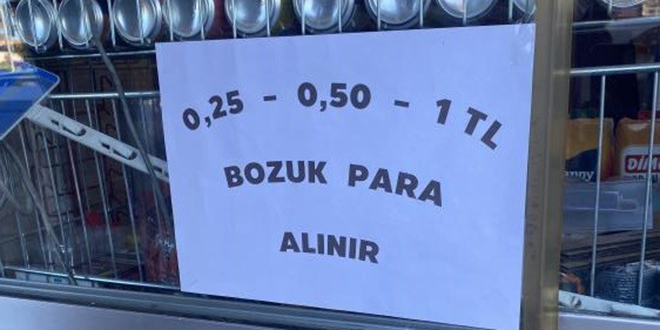 0,25 - 0,50 - 1 TL
BOZUK PARA
ALINIR